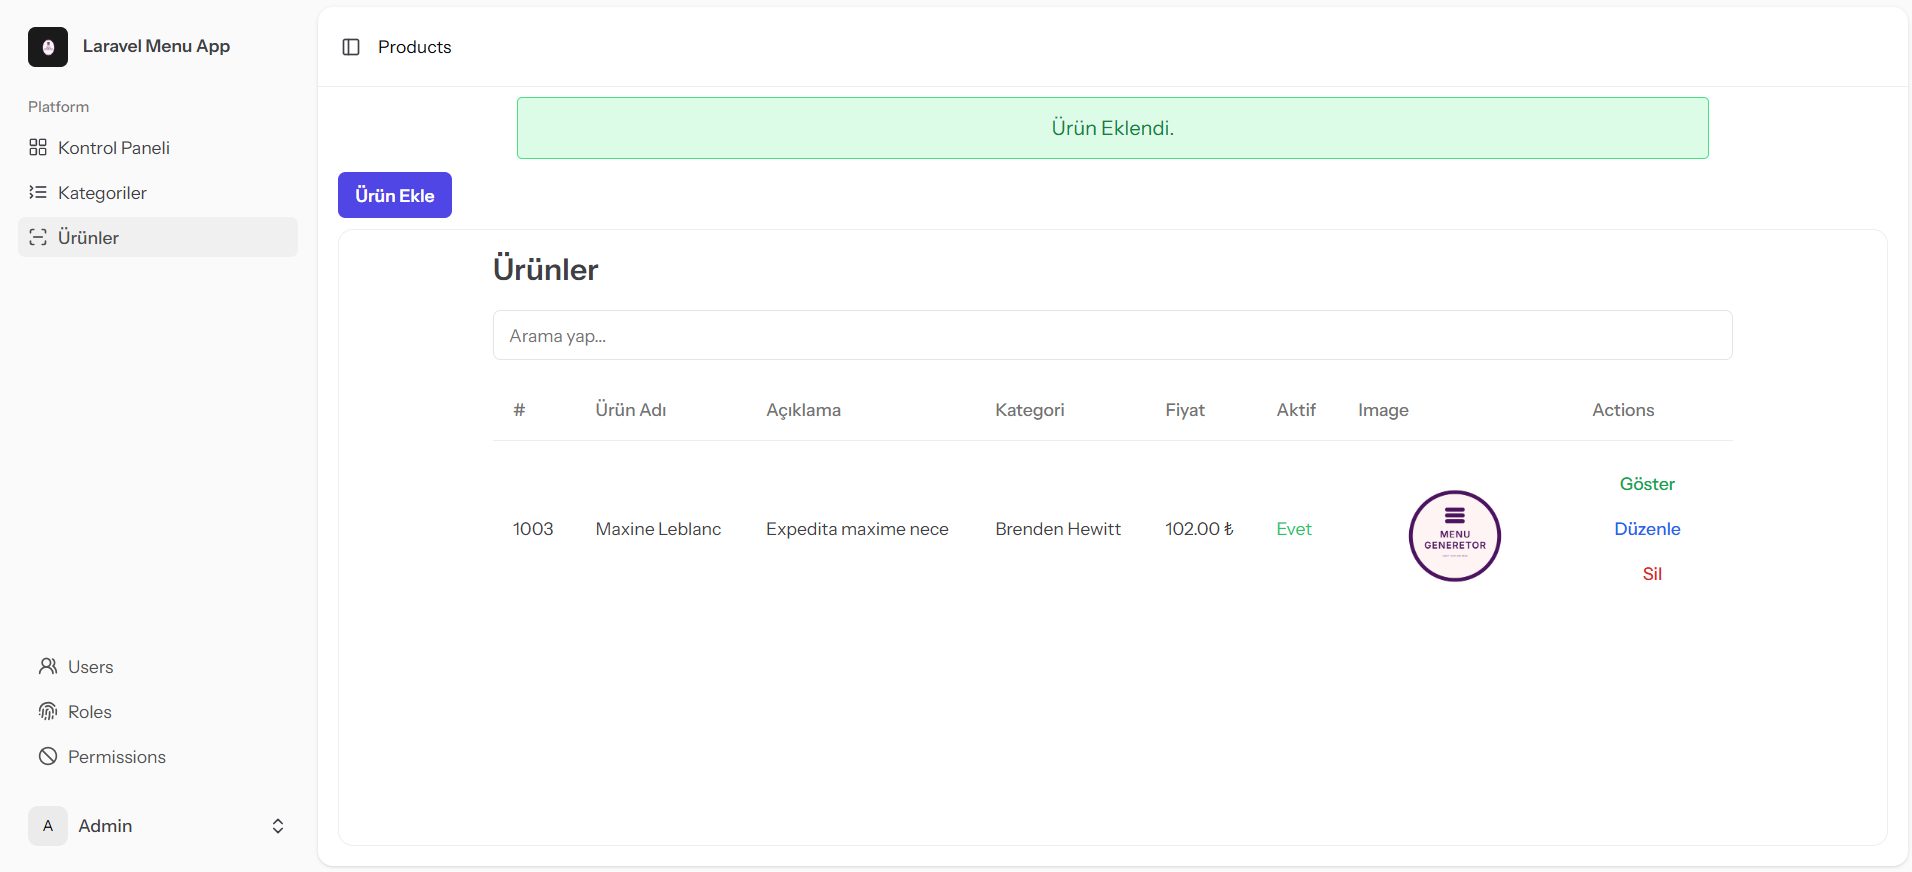 Laravel Menu App
Platform
Kontrol Paneli
Kategoriler
Ürünler
Users
Roles
Permissions
A Admin
Products
Ürün Eklendi.
Ürün Ekle
Ürünler
Arama yap...
# Ürün Adı Açıklama Kategori Fiyat Aktif Image Actions
1003 Maxine Leblanc Expedita maxime nece Brenden Hewitt 102.00 ₺ Evet
MENU
GENERETOR
Göster
Düzenle
Sil